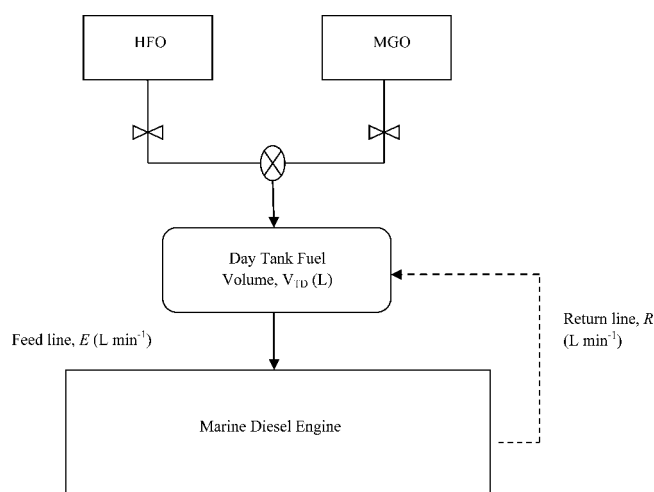 HFO
MGO
Day Tank Fuel
Volume, V_TD (L)
Feed line, E (L min⁻¹)
Return line, R
(L min⁻¹)
Marine Diesel Engine